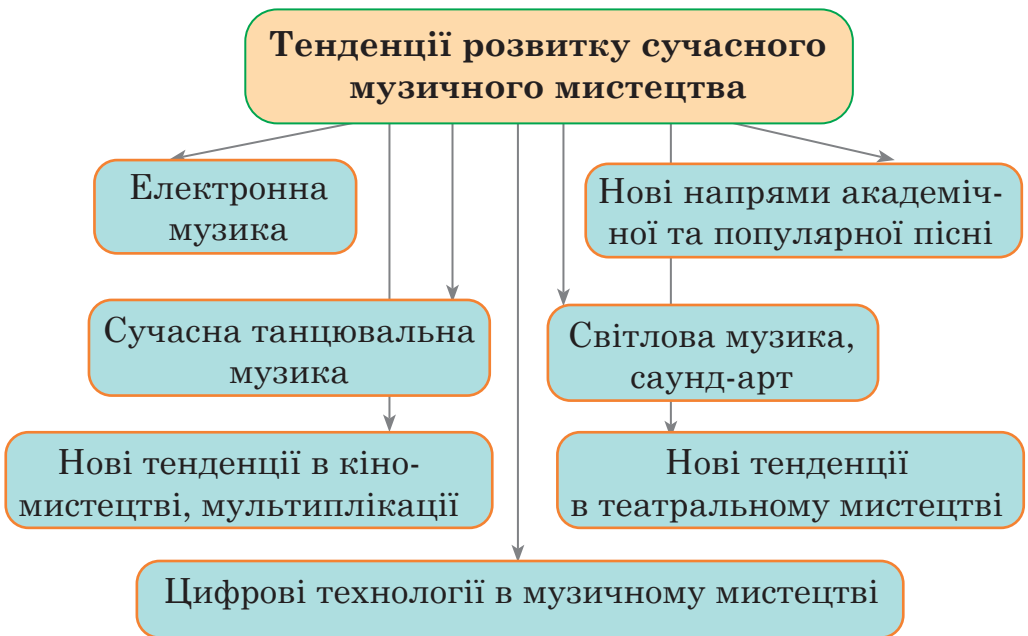 Тенденції розвитку сучасного
музичного мистецтва
Електронна
музика
Нові напрями академіч-
ної та популярної пісні
Сучасна танцювальна
музика
Світлова музика,
саунд-арт
Нові тенденції в кіно-
мистецтві, мультиплікації
Нові тенденції
в театральному мистецтві
Цифрові технології в музичному мистецтві